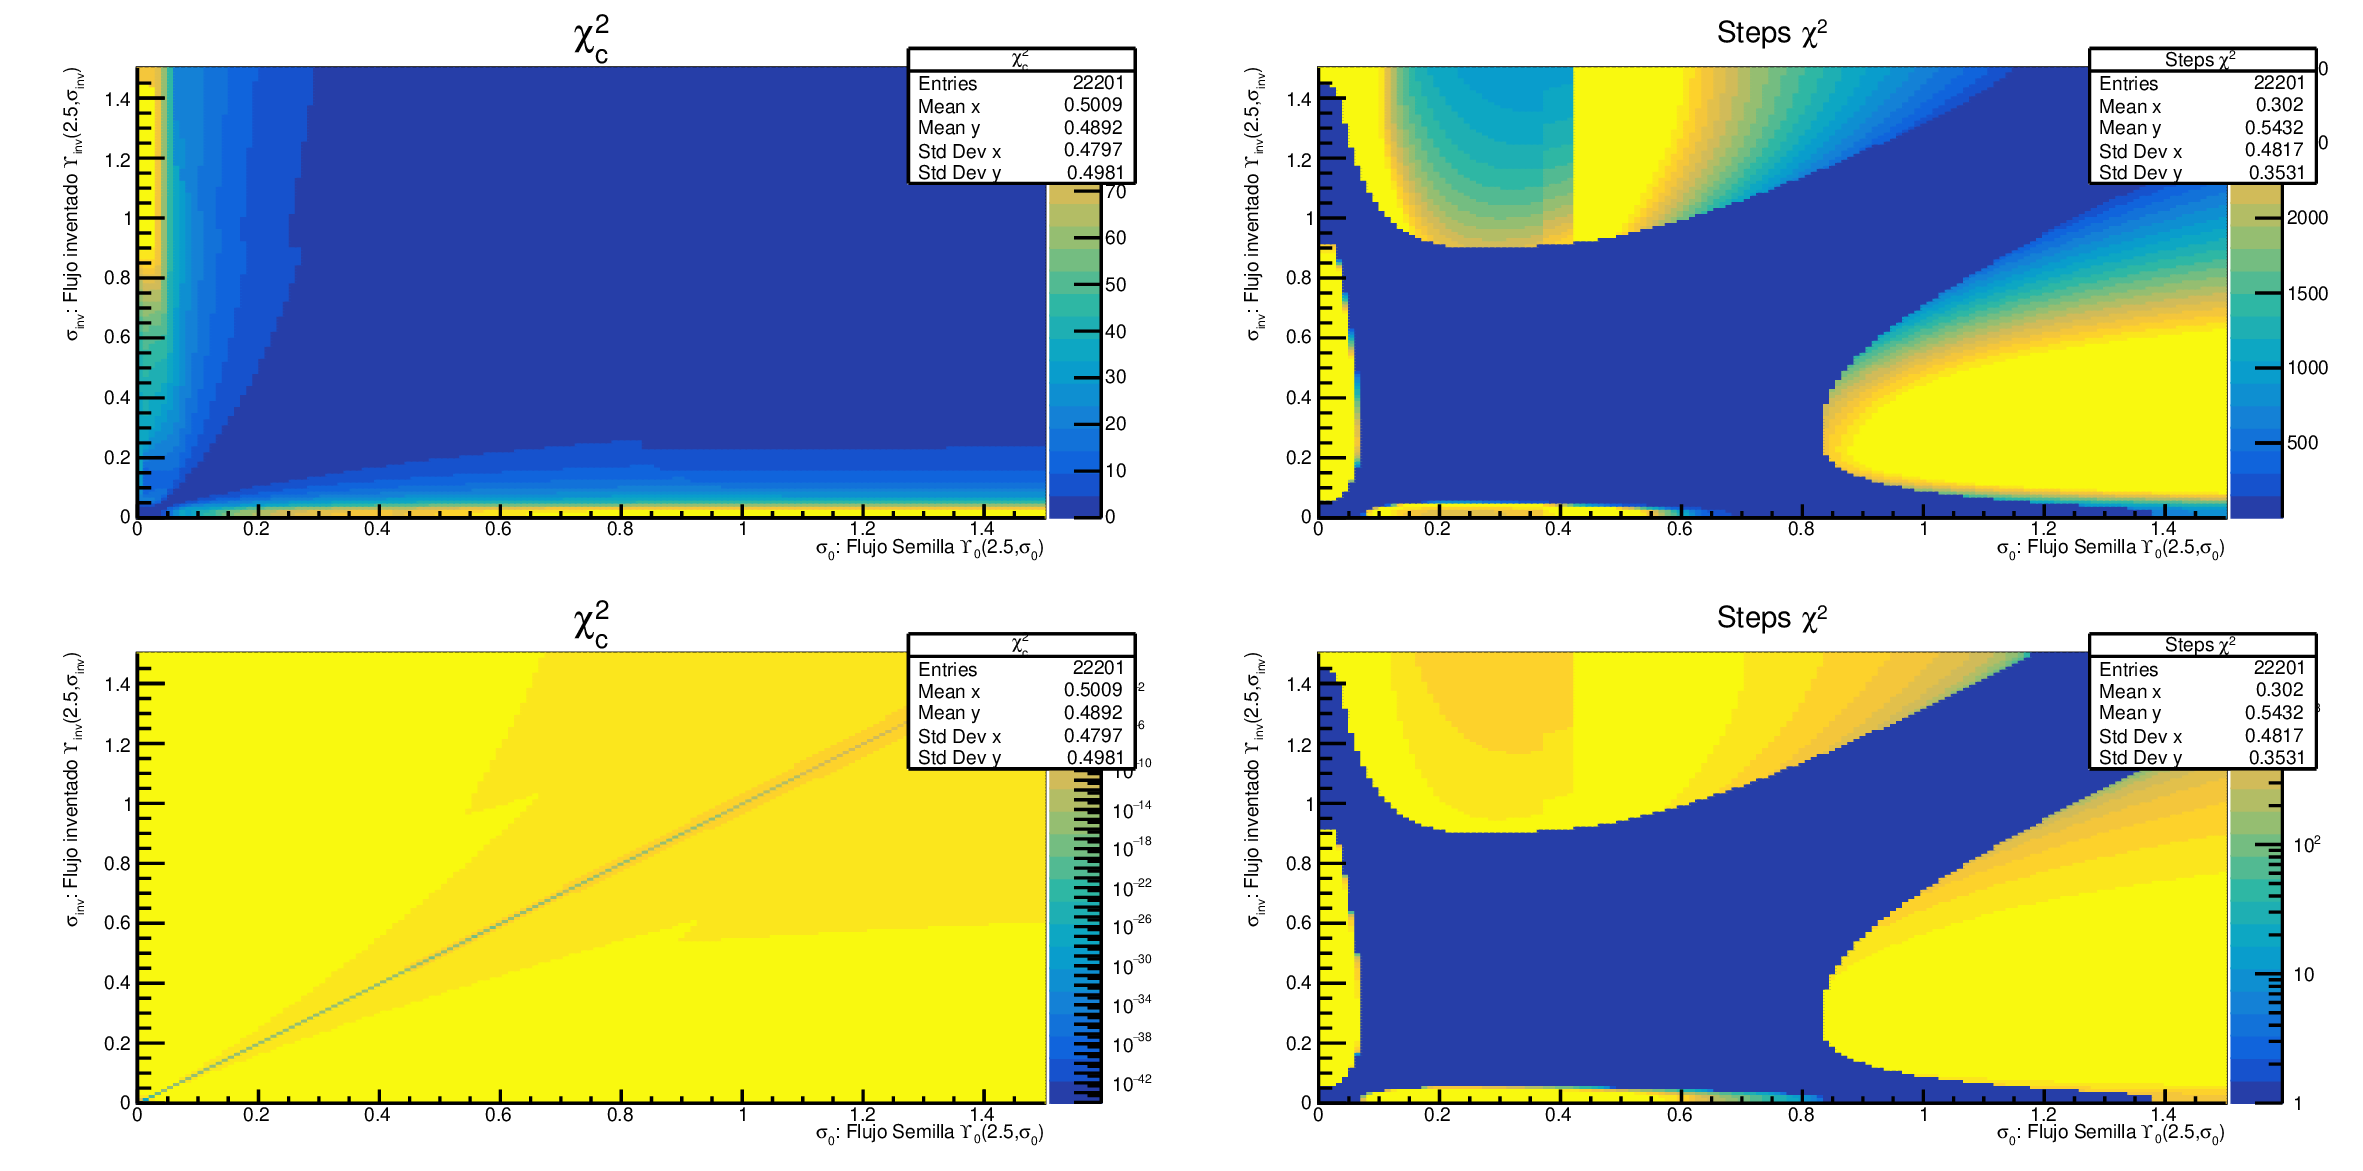 χ²c
χ²c
Entries 22201
Mean x 0.5009
Mean y 0.4892
Std Dev x 0.4797
Std Dev y 0.4981
σinv: Flujo inventado ϒinv(2.5,σinv)
1.4
1.2
1
0.8
0.6
0.4
0.2
0
0 0.2 0.4 0.6 0.8 1 1.2 1.4
σ0: Flujo Semilla ϒ0(2.5,σ0)
70
60
50
40
30
20
10
0
Steps χ²
Steps χ²
Entries 22201
Mean x 0.302
Mean y 0.5432
Std Dev x 0.4817
Std Dev y 0.3531
σinv: Flujo inventado ϒinv(2.5,σinv)
1.4
1.2
1
0.8
0.6
0.4
0.2
0
0 0.2 0.4 0.6 0.8 1 1.2 1.4
σ0: Flujo Semilla ϒ0(2.5,σ0)
0
0
2000
1500
1000
500
χ²c
χ²c
Entries 22201
Mean x 0.5009
Mean y 0.4892
Std Dev x 0.4797
Std Dev y 0.4981
σinv: Flujo inventado ϒinv(2.5,σinv)
1.4
1.2
1
0.8
0.6
0.4
0.2
0
0 0.2 0.4 0.6 0.8 1 1.2 1.4
σ0: Flujo Semilla ϒ0(2.5,σ0)
−2
−6
10⁻¹⁰
10⁻¹⁴
10⁻¹⁸
10⁻²²
10⁻²⁶
10⁻³⁰
10⁻³⁴
10⁻³⁸
10⁻⁴²
Steps χ²
Steps χ²
Entries 22201
Mean x 0.302
Mean y 0.5432
Std Dev x 0.4817
Std Dev y 0.3531
σinv: Flujo inventado ϒinv(2.5,σinv)
1.4
1.2
1
0.8
0.6
0.4
0.2
0
0 0.2 0.4 0.6 0.8 1 1.2 1.4
σ0: Flujo Semilla ϒ0(2.5,σ0)
10²
10
1